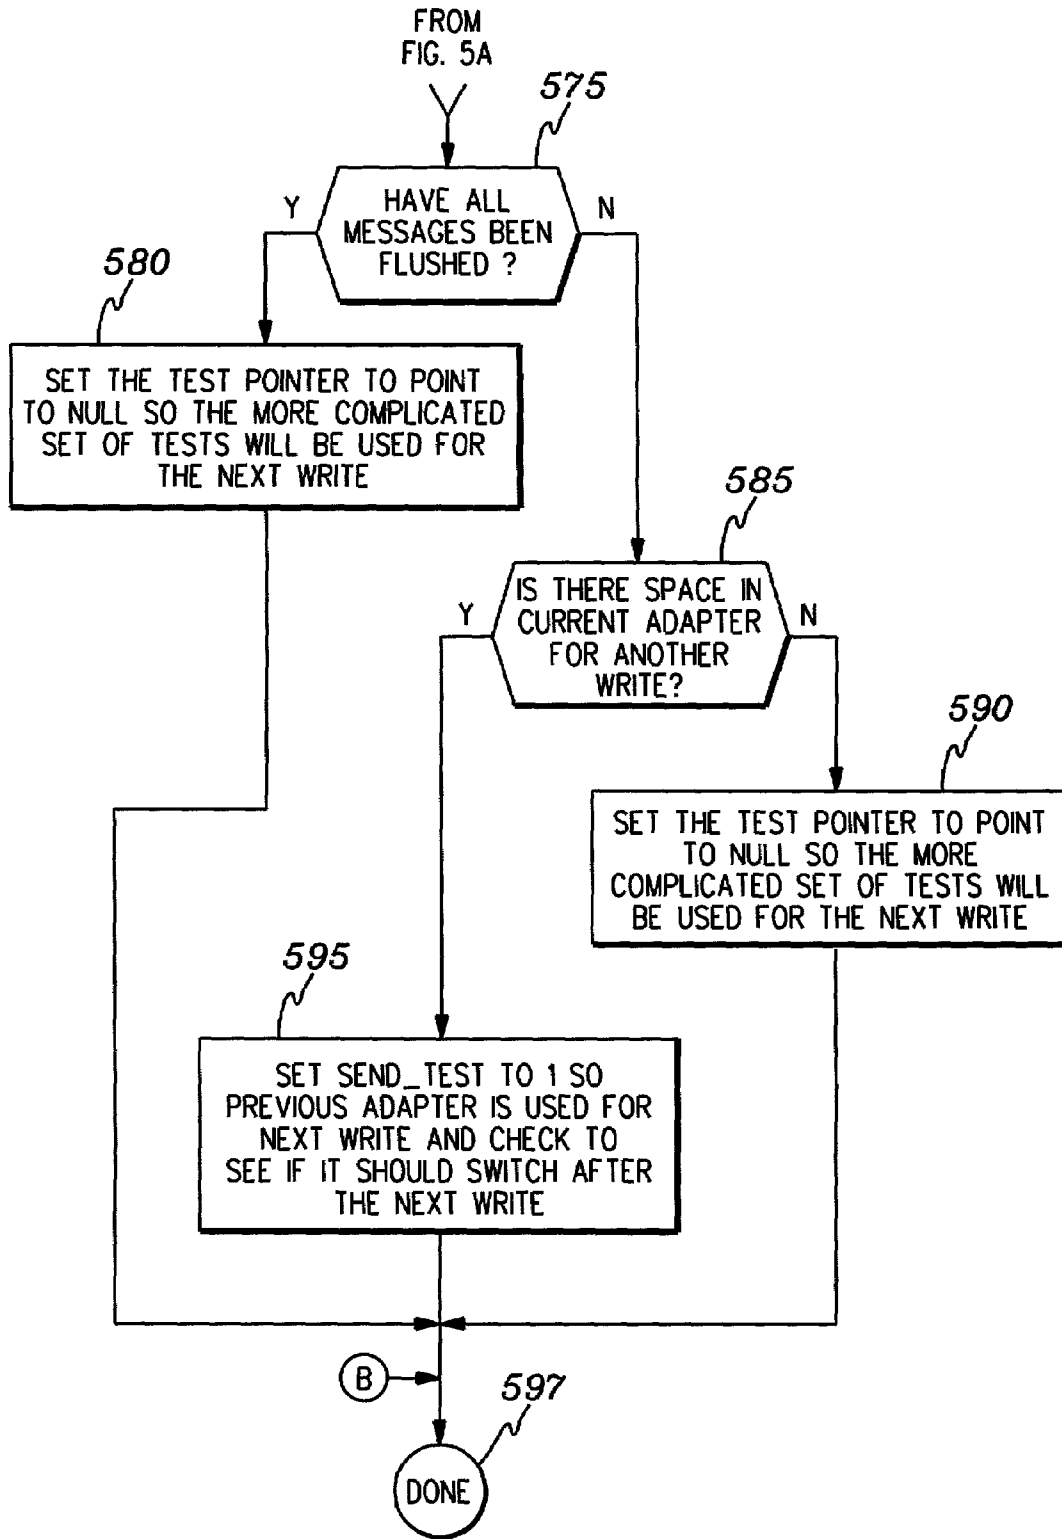 FROM
FIG. 5A
575
HAVE ALL
MESSAGES BEEN
FLUSHED ?
Y
N
580
SET THE TEST POINTER TO POINT
TO NULL SO THE MORE COMPLICATED
SET OF TESTS WILL BE USED FOR
THE NEXT WRITE
585
IS THERE SPACE IN
CURRENT ADAPTER
FOR ANOTHER
WRITE?
Y
N
590
SET THE TEST POINTER TO POINT
TO NULL SO THE MORE
COMPLICATED SET OF TESTS WILL
BE USED FOR THE NEXT WRITE
595
SET SEND_TEST TO 1 SO
PREVIOUS ADAPTER IS USED FOR
NEXT WRITE AND CHECK TO
SEE IF IT SHOULD SWITCH AFTER
THE NEXT WRITE
B
597
DONE